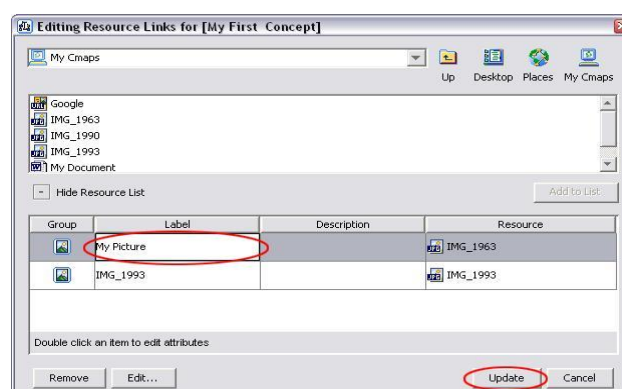 Editing Resource Links for [My First Concept]
My Cmaps
Up Desktop Places My Cmaps
Google
IMG_1963
IMG_1990
IMG_1993
My Document
- Hide Resource List Add to List
Group Label Description Resource
My Picture IMG_1963
IMG_1993 IMG_1993
Double click an item to edit attributes
Remove Edit... Update Cancel